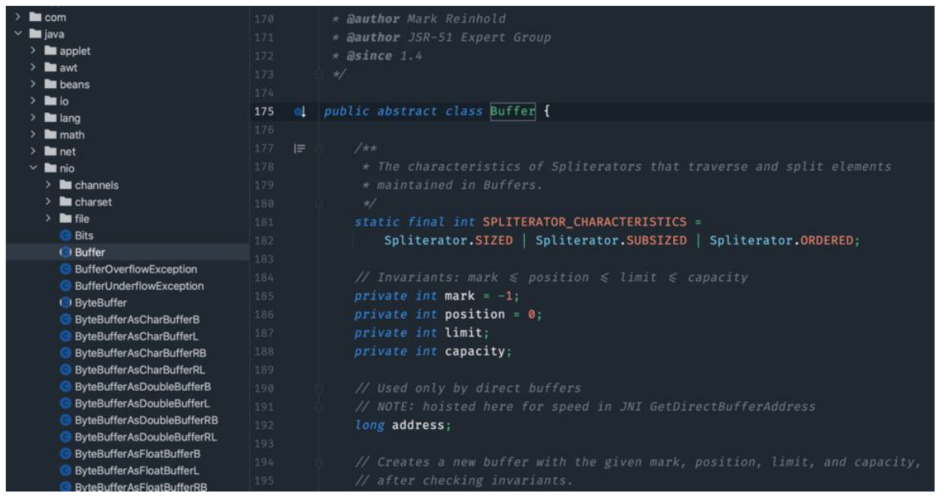 com
java
applet
awt
beans
io
lang
math
net
nio
channels
charset
file
Bits
Buffer
BufferOverflowException
BufferUnderflowException
ByteBuffer
ByteBufferAsCharBufferB
ByteBufferAsCharBufferL
ByteBufferAsCharBufferRB
ByteBufferAsCharBufferRL
ByteBufferAsDoubleBufferB
ByteBufferAsDoubleBufferL
ByteBufferAsDoubleBufferRB
ByteBufferAsDoubleBufferRL
ByteBufferAsFloatBufferB
ByteBufferAsFloatBufferL
ByteBufferAsFloatBufferRB
170 * @author Mark Reinhold
171 * @author JSR-51 Expert Group
172 * @since 1.4
173 */
174
175 public abstract class Buffer {
176
177 /**
178 * The characteristics of Spliterators that traverse and split elements
179 * maintained in Buffers.
180 */
181 static final int SPLITERATOR_CHARACTERISTICS =
182 Spliterator.SIZED | Spliterator.SUBSIZED | Spliterator.ORDERED;
183
184 // Invariants: mark <= position <= limit <= capacity
185 private int mark = -1;
186 private int position = 0;
187 private int limit;
188 private int capacity;
189
190 // Used only by direct buffers
191 // NOTE: hoisted here for speed in JNI GetDirectBufferAddress
192 long address;
193
194 // Creates a new buffer with the given mark, position, limit, and capacity,
195 // after checking invariants.